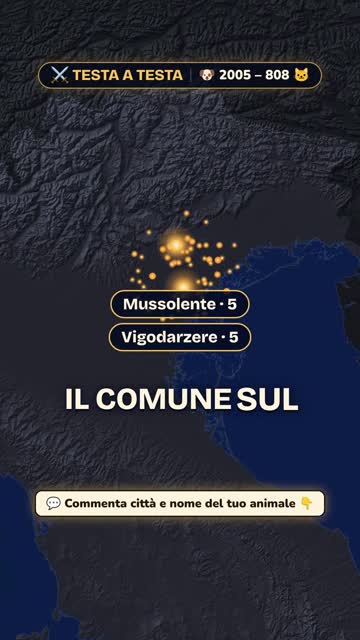 ⚔️ TESTA A TESTA | 🐶 2005 – 808 🐱
Mussolente · 5
Vigodarzere · 5
IL COMUNE SUL
💬 Commenta città e nome del tuo animale 👇